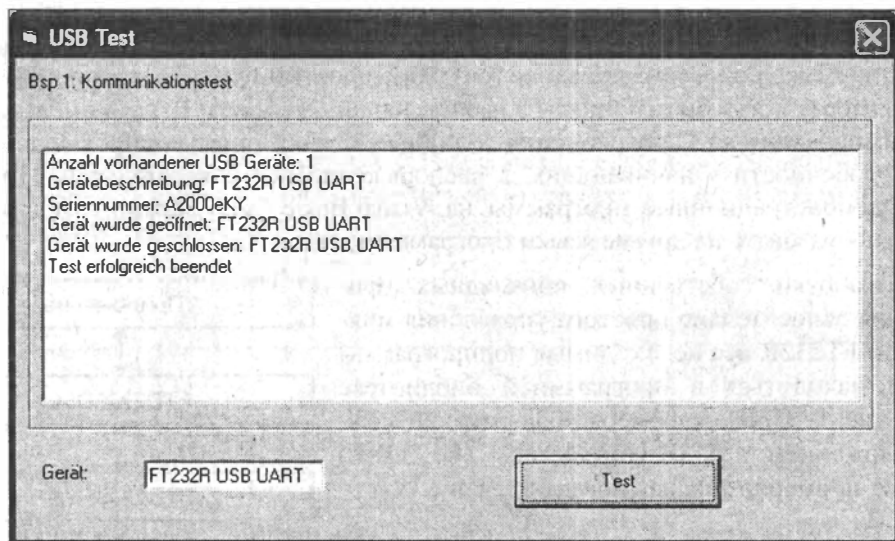 USB Test
Bsp 1: Kommunikationstest
Anzahl vorhandener USB Geräte: 1
Gerätebeschreibung: FT232R USB UART
Seriennummer: A2000eKY
Gerät wurde geöffnet: FT232R USB UART
Gerät wurde geschlossen: FT232R USB UART
Test erfolgreich beendet
Gerät:
FT232R USB UART
Test